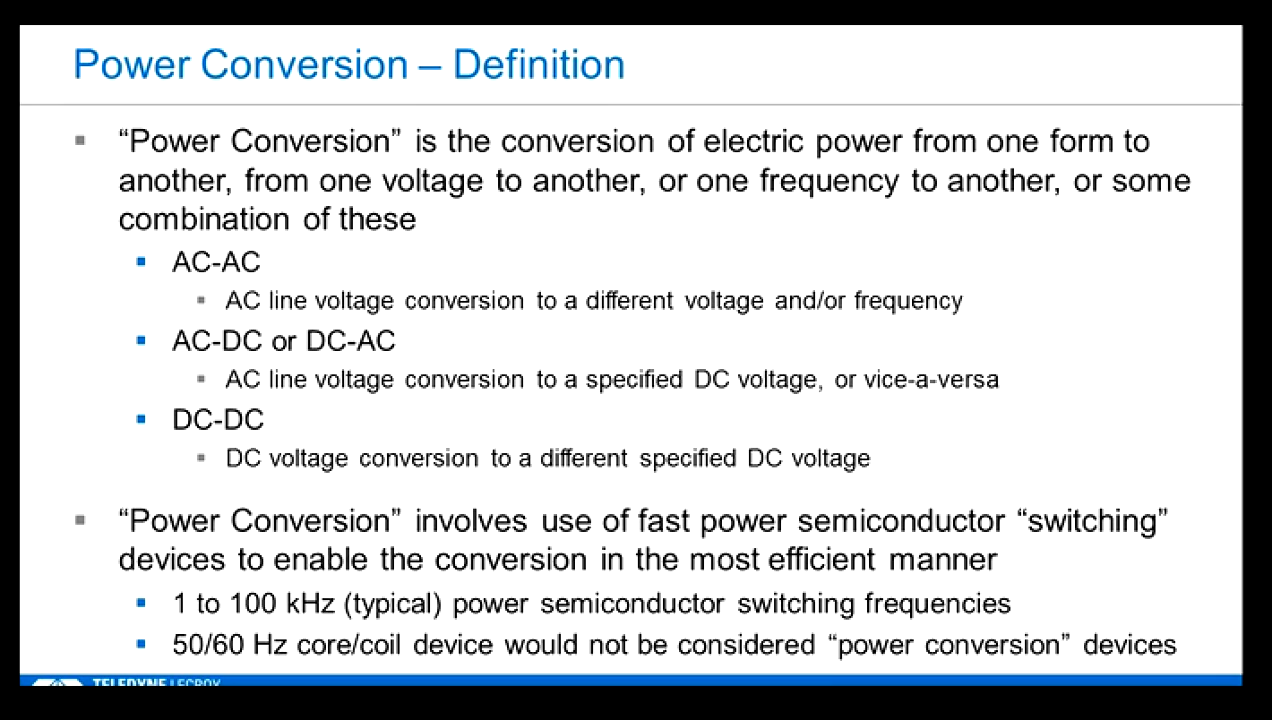 Power Conversion – Definition
“Power Conversion” is the conversion of electric power from one form to
another, from one voltage to another, or one frequency to another, or some
combination of these
AC-AC
AC line voltage conversion to a different voltage and/or frequency
AC-DC or DC-AC
AC line voltage conversion to a specified DC voltage, or vice-a-versa
DC-DC
DC voltage conversion to a different specified DC voltage
“Power Conversion” involves use of fast power semiconductor “switching”
devices to enable the conversion in the most efficient manner
1 to 100 kHz (typical) power semiconductor switching frequencies
50/60 Hz core/coil device would not be considered “power conversion” devices
TELEDYNE LECROY